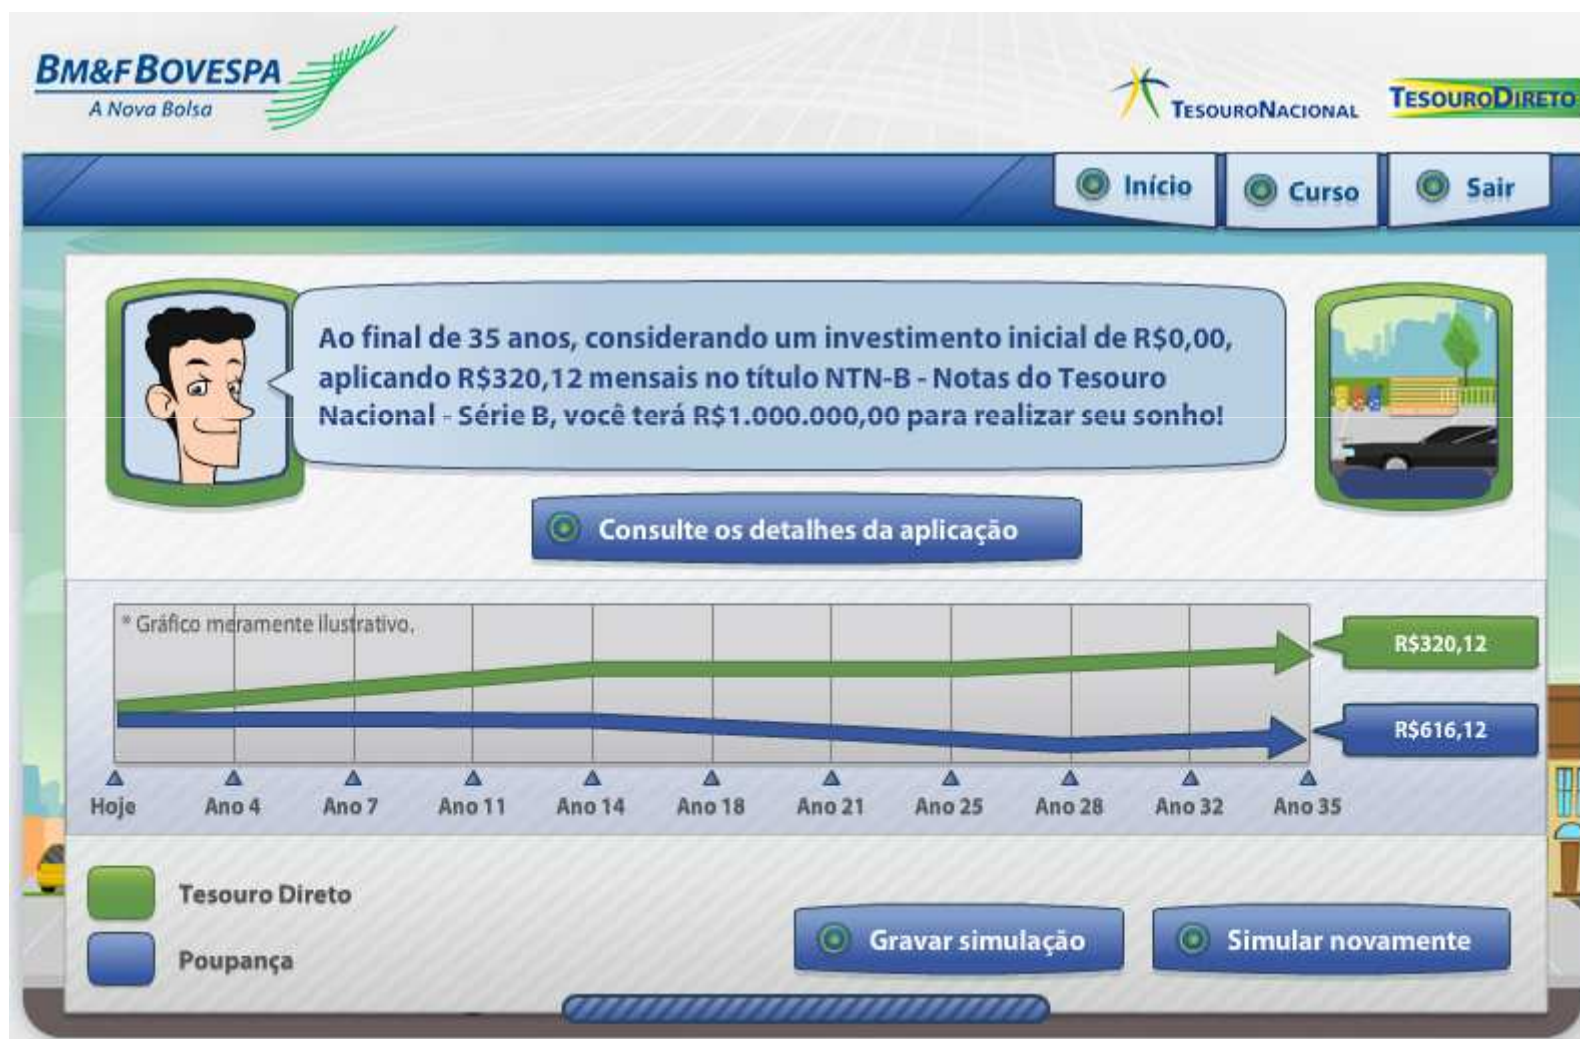 BM&FBOVESPA
A Nova Bolsa
TESOURONACIONAL
TESOURODIRETO
Início
Curso
Sair
Ao final de 35 anos, considerando um investimento inicial de R$0,00,
aplicando R$320,12 mensais no título NTN-B - Notas do Tesouro
Nacional - Série B, você terá R$1.000.000,00 para realizar seu sonho!
Consulte os detalhes da aplicação
* Gráfico meramente ilustrativo.
R$320,12
R$616,12
Hoje Ano 4 Ano 7 Ano 11 Ano 14 Ano 18 Ano 21 Ano 25 Ano 28 Ano 32 Ano 35
Tesouro Direto
Poupança
Gravar simulação
Simular novamente